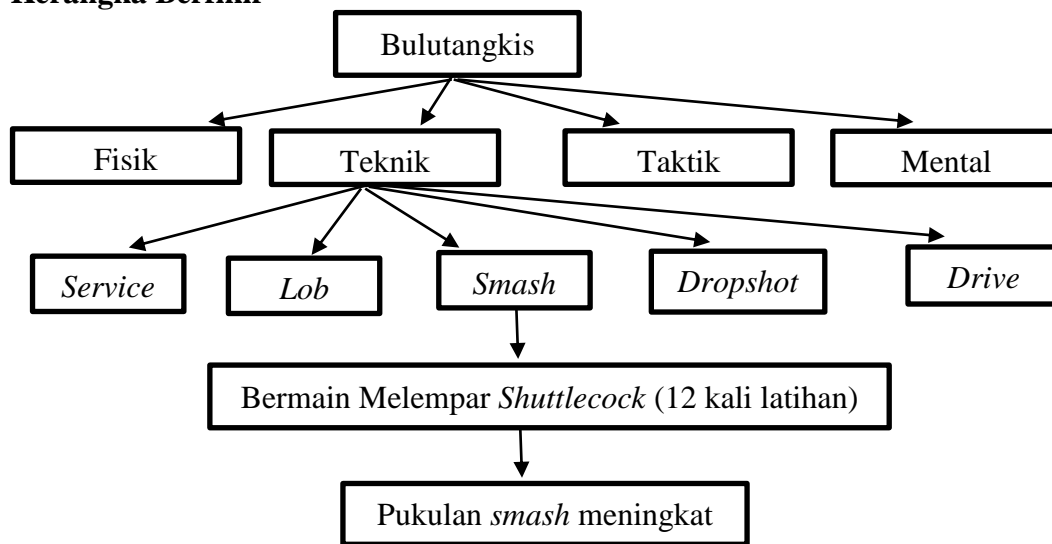 Kerangka Berfikir
Bulutangkis
Fisik Teknik Taktik Mental
Service Lob Smash Dropshot Drive
Bermain Melempar Shuttlecock (12 kali latihan)
Pukulan smash meningkat